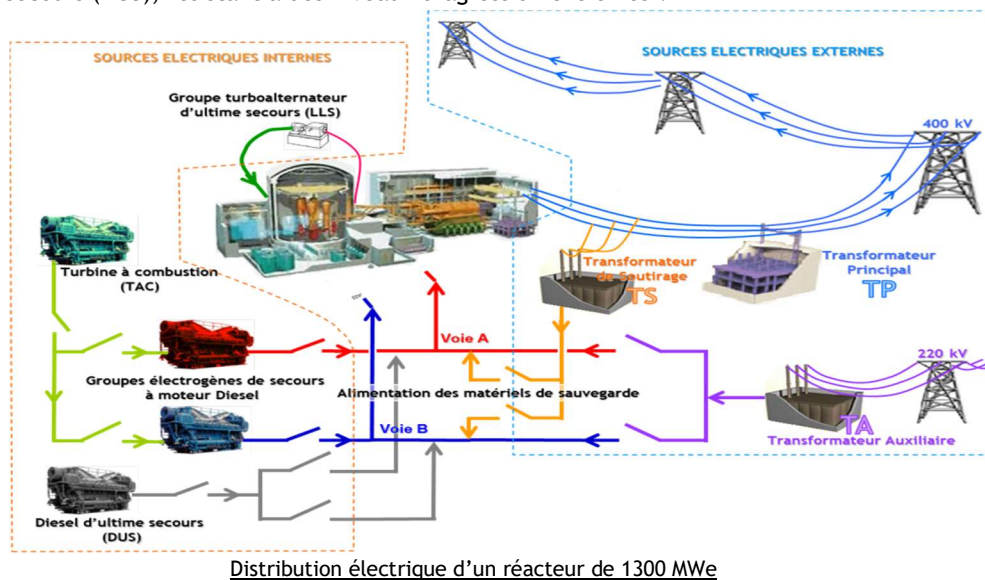 SOURCES ELECTRIQUES INTERNES
SOURCES ELECTRIQUES EXTERNES
Groupe turboalternateur
d'ultime secours (LLS)
400 kV
Turbine à combustion
(TAC)
Transformateur
de Soutirage
TS
Transformateur
Principal
TP
Voie A
Groupes électrogènes de secours
à moteur Diesel
Alimentation des matériels de sauvegarde
220 kV
Voie B
TA
Transformateur Auxiliaire
Diesel d'ultime secours
(DUS)
Distribution électrique d'un réacteur de 1300 MWe